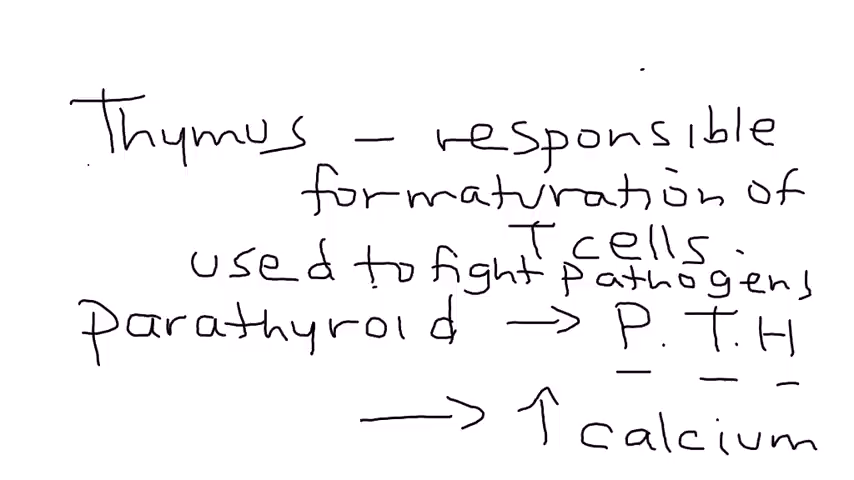 Thymus - responsible
for maturation of
T cells.
used to fight pathogens
parathyroid → P.T.H
→ ↑ calcium